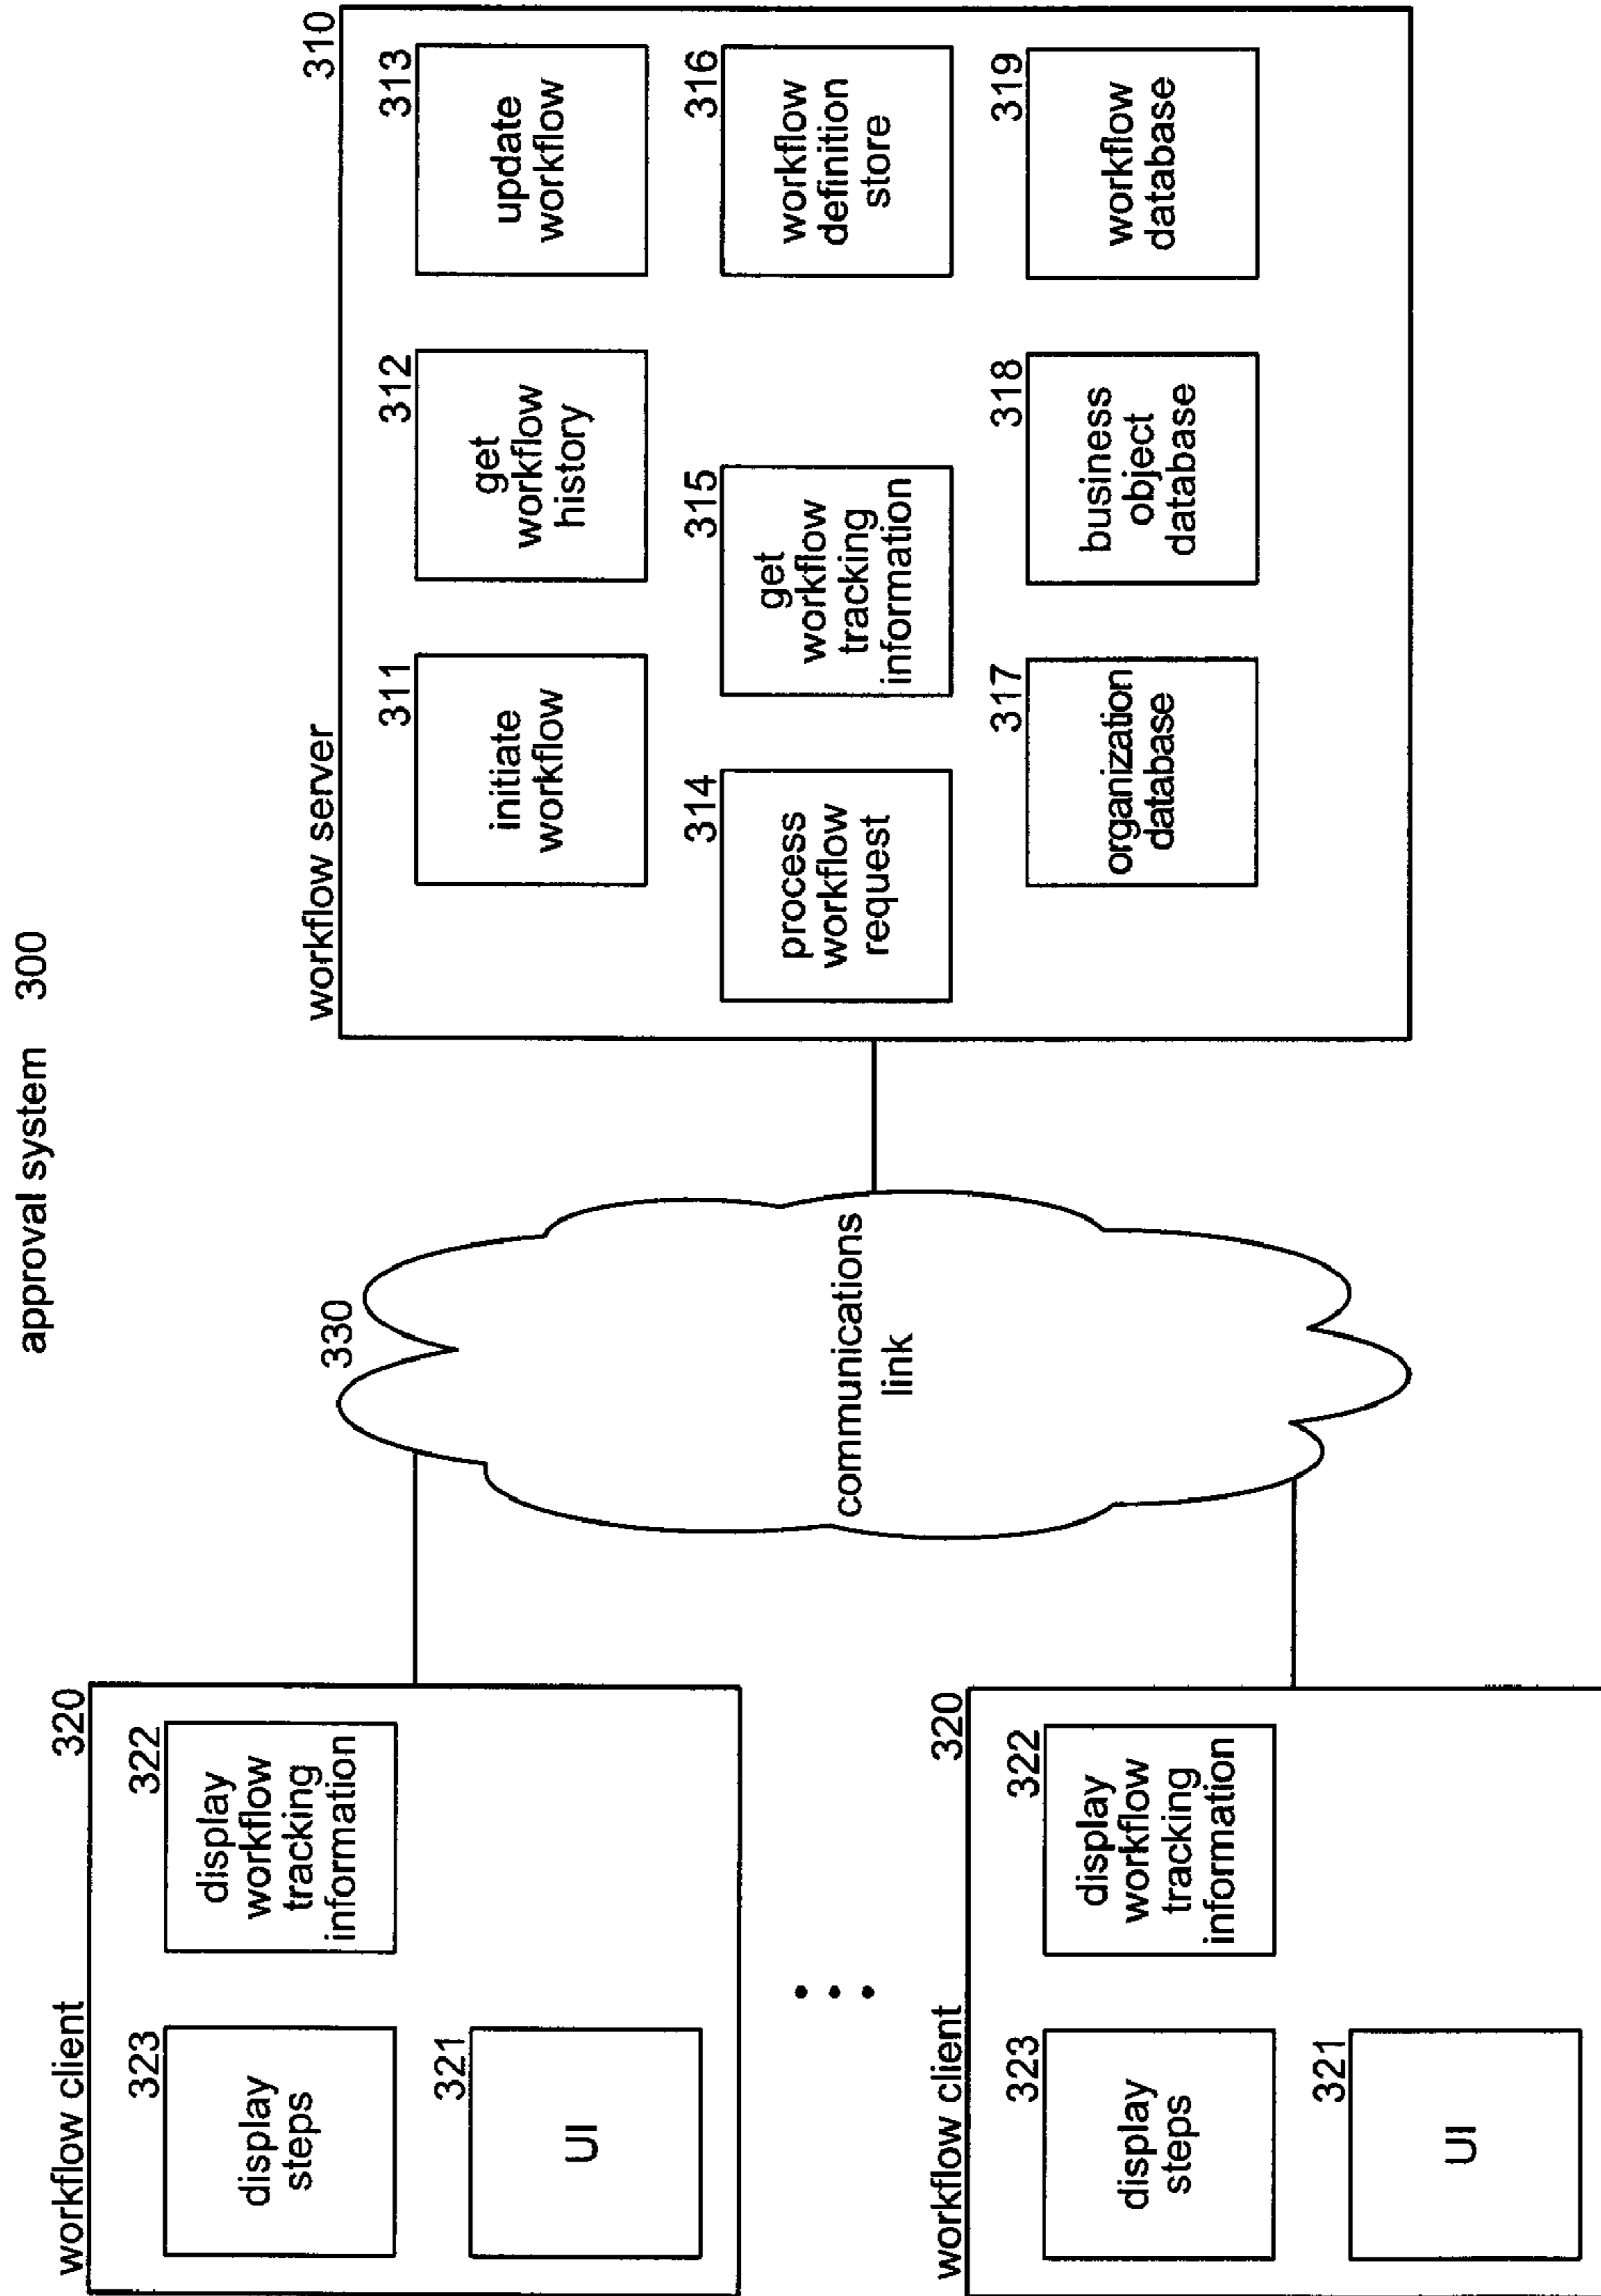 approval system 300
workflow client 320
323
display
steps
322
display
workflow
tracking
information
321
UI
workflow client 320
323
display
steps
322
display
workflow
tracking
information
321
UI
330
communications
link
workflow server 310
311
initiate
workflow
312
get
workflow
history
313
update
workflow
314
process
workflow
request
315
get
workflow
tracking
information
316
workflow
definition
store
317
organization
database
318
business
object
database
319
workflow
database